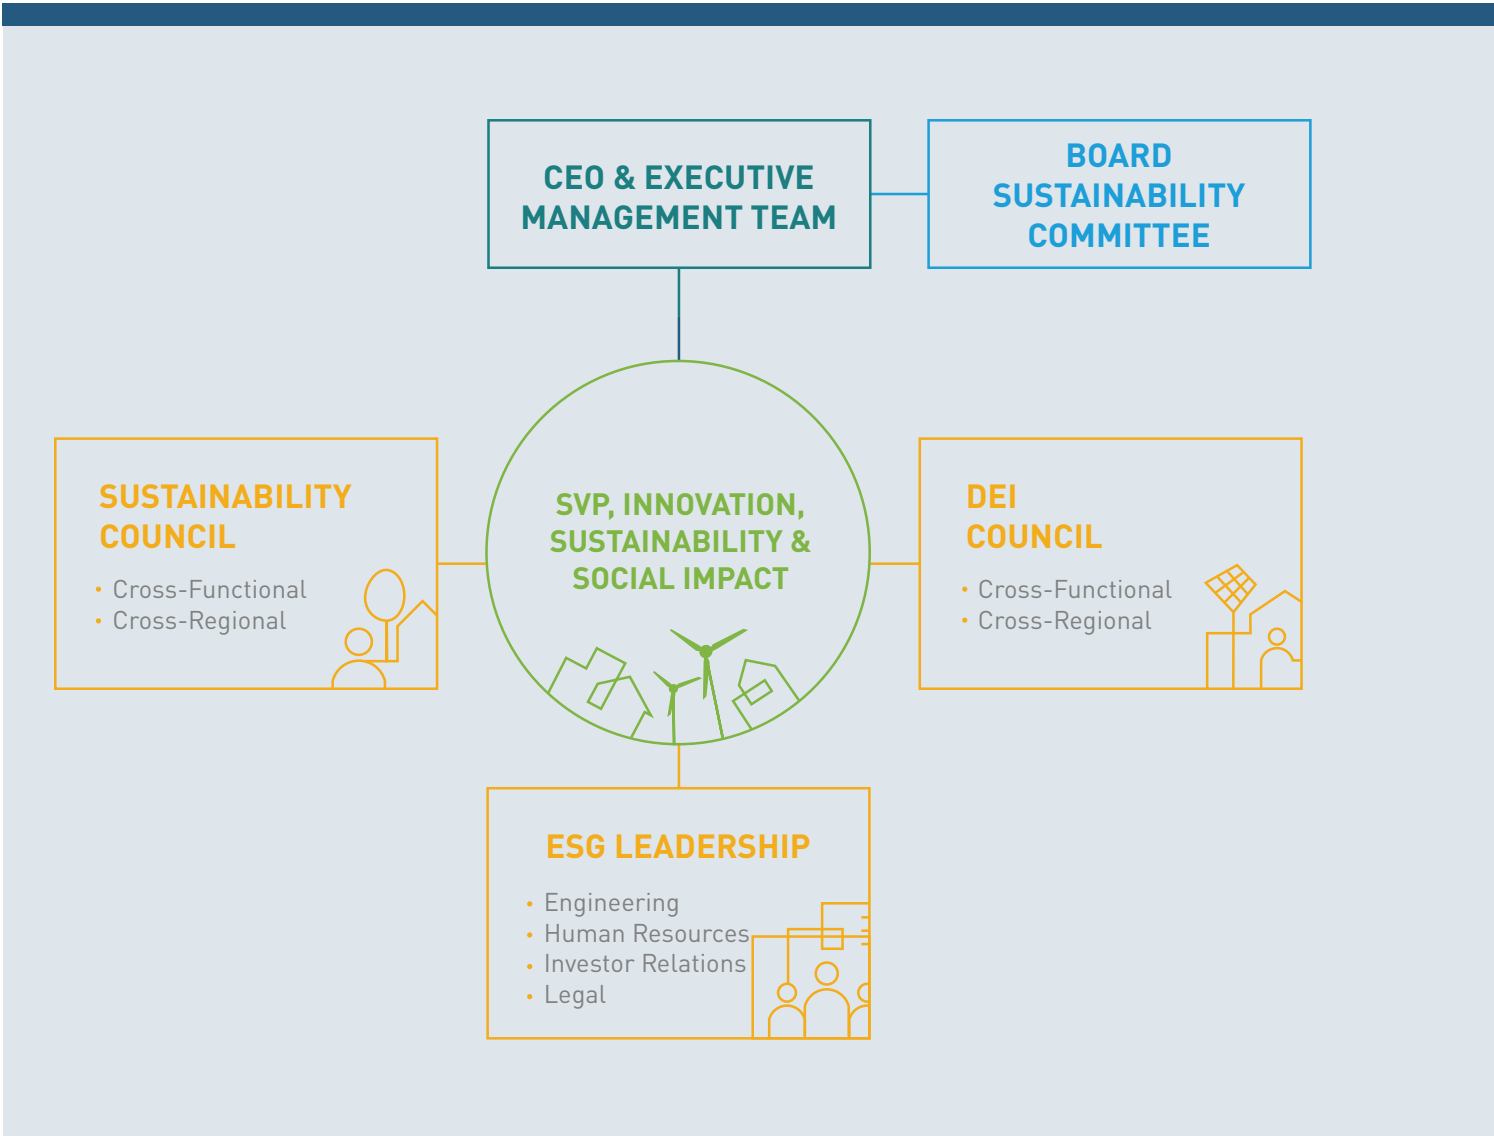 CEO & EXECUTIVE
MANAGEMENT TEAM
BOARD
SUSTAINABILITY
COMMITTEE
SUSTAINABILITY
COUNCIL
• Cross-Functional
• Cross-Regional
SVP, INNOVATION,
SUSTAINABILITY &
SOCIAL IMPACT
DEI
COUNCIL
• Cross-Functional
• Cross-Regional
ESG LEADERSHIP
• Engineering
• Human Resources
• Investor Relations
• Legal